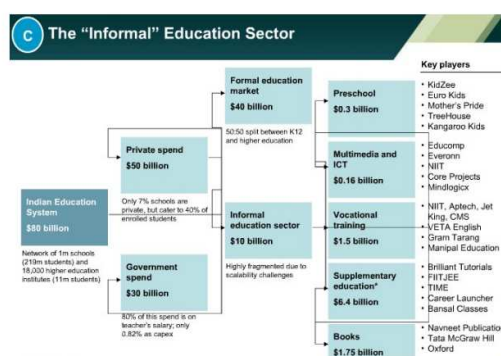 C The "Informal" Education Sector
Indian Education
System
$80 billion
Network of 1m schools
(219m students) and
18,000 higher education
institutes (11m students)
Private spend
$50 billion
Only 7% schools are
private, but cater to 40% of
enrolled students
Government
spend
$30 billion
80% of this spend is on
teacher's salary; only
0.82% as capex
Formal education
market
$40 billion
50:50 split between K12
and higher education
Informal
education sector
$10 billion
Highly fragmented due to
scalability challenges
Preschool
$0.3 billion
Multimedia and
ICT
$0.16 billion
Vocational
training
$1.5 billion
Supplementary
education*
$6.4 billion
Books
$1.75 billion
Key players
• KidZee
• Euro Kids
• Mother's Pride
• TreeHouse
• Kangaroo Kids
• Educomp
• Everonn
• NIIT
• Core Projects
• Mindlogicx
• NIIT, Aptech, Jet
King, CMS
• VETA English
• Gram Tarang
• Manipal Education
• Brilliant Tutorials
• FIITJEE
• TIME
• Career Launcher
• Bansal Classes
• Navneet Publication
• Tata McGraw Hill
• Oxford